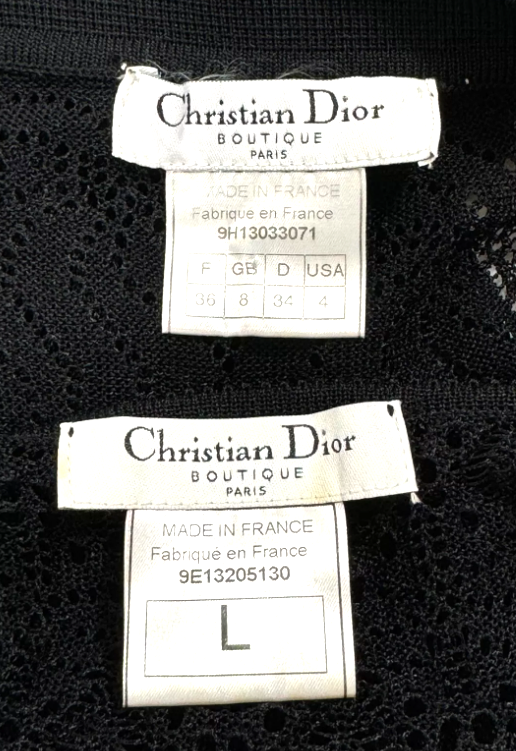 Christian Dior
BOUTIQUE
PARIS
MADE IN FRANCE
Fabrique en France
9H13033071
F GB D USA
36 8 34 4
Christian Dior
BOUTIQUE
PARIS
MADE IN FRANCE
Fabriqué en France
9E13205130
L